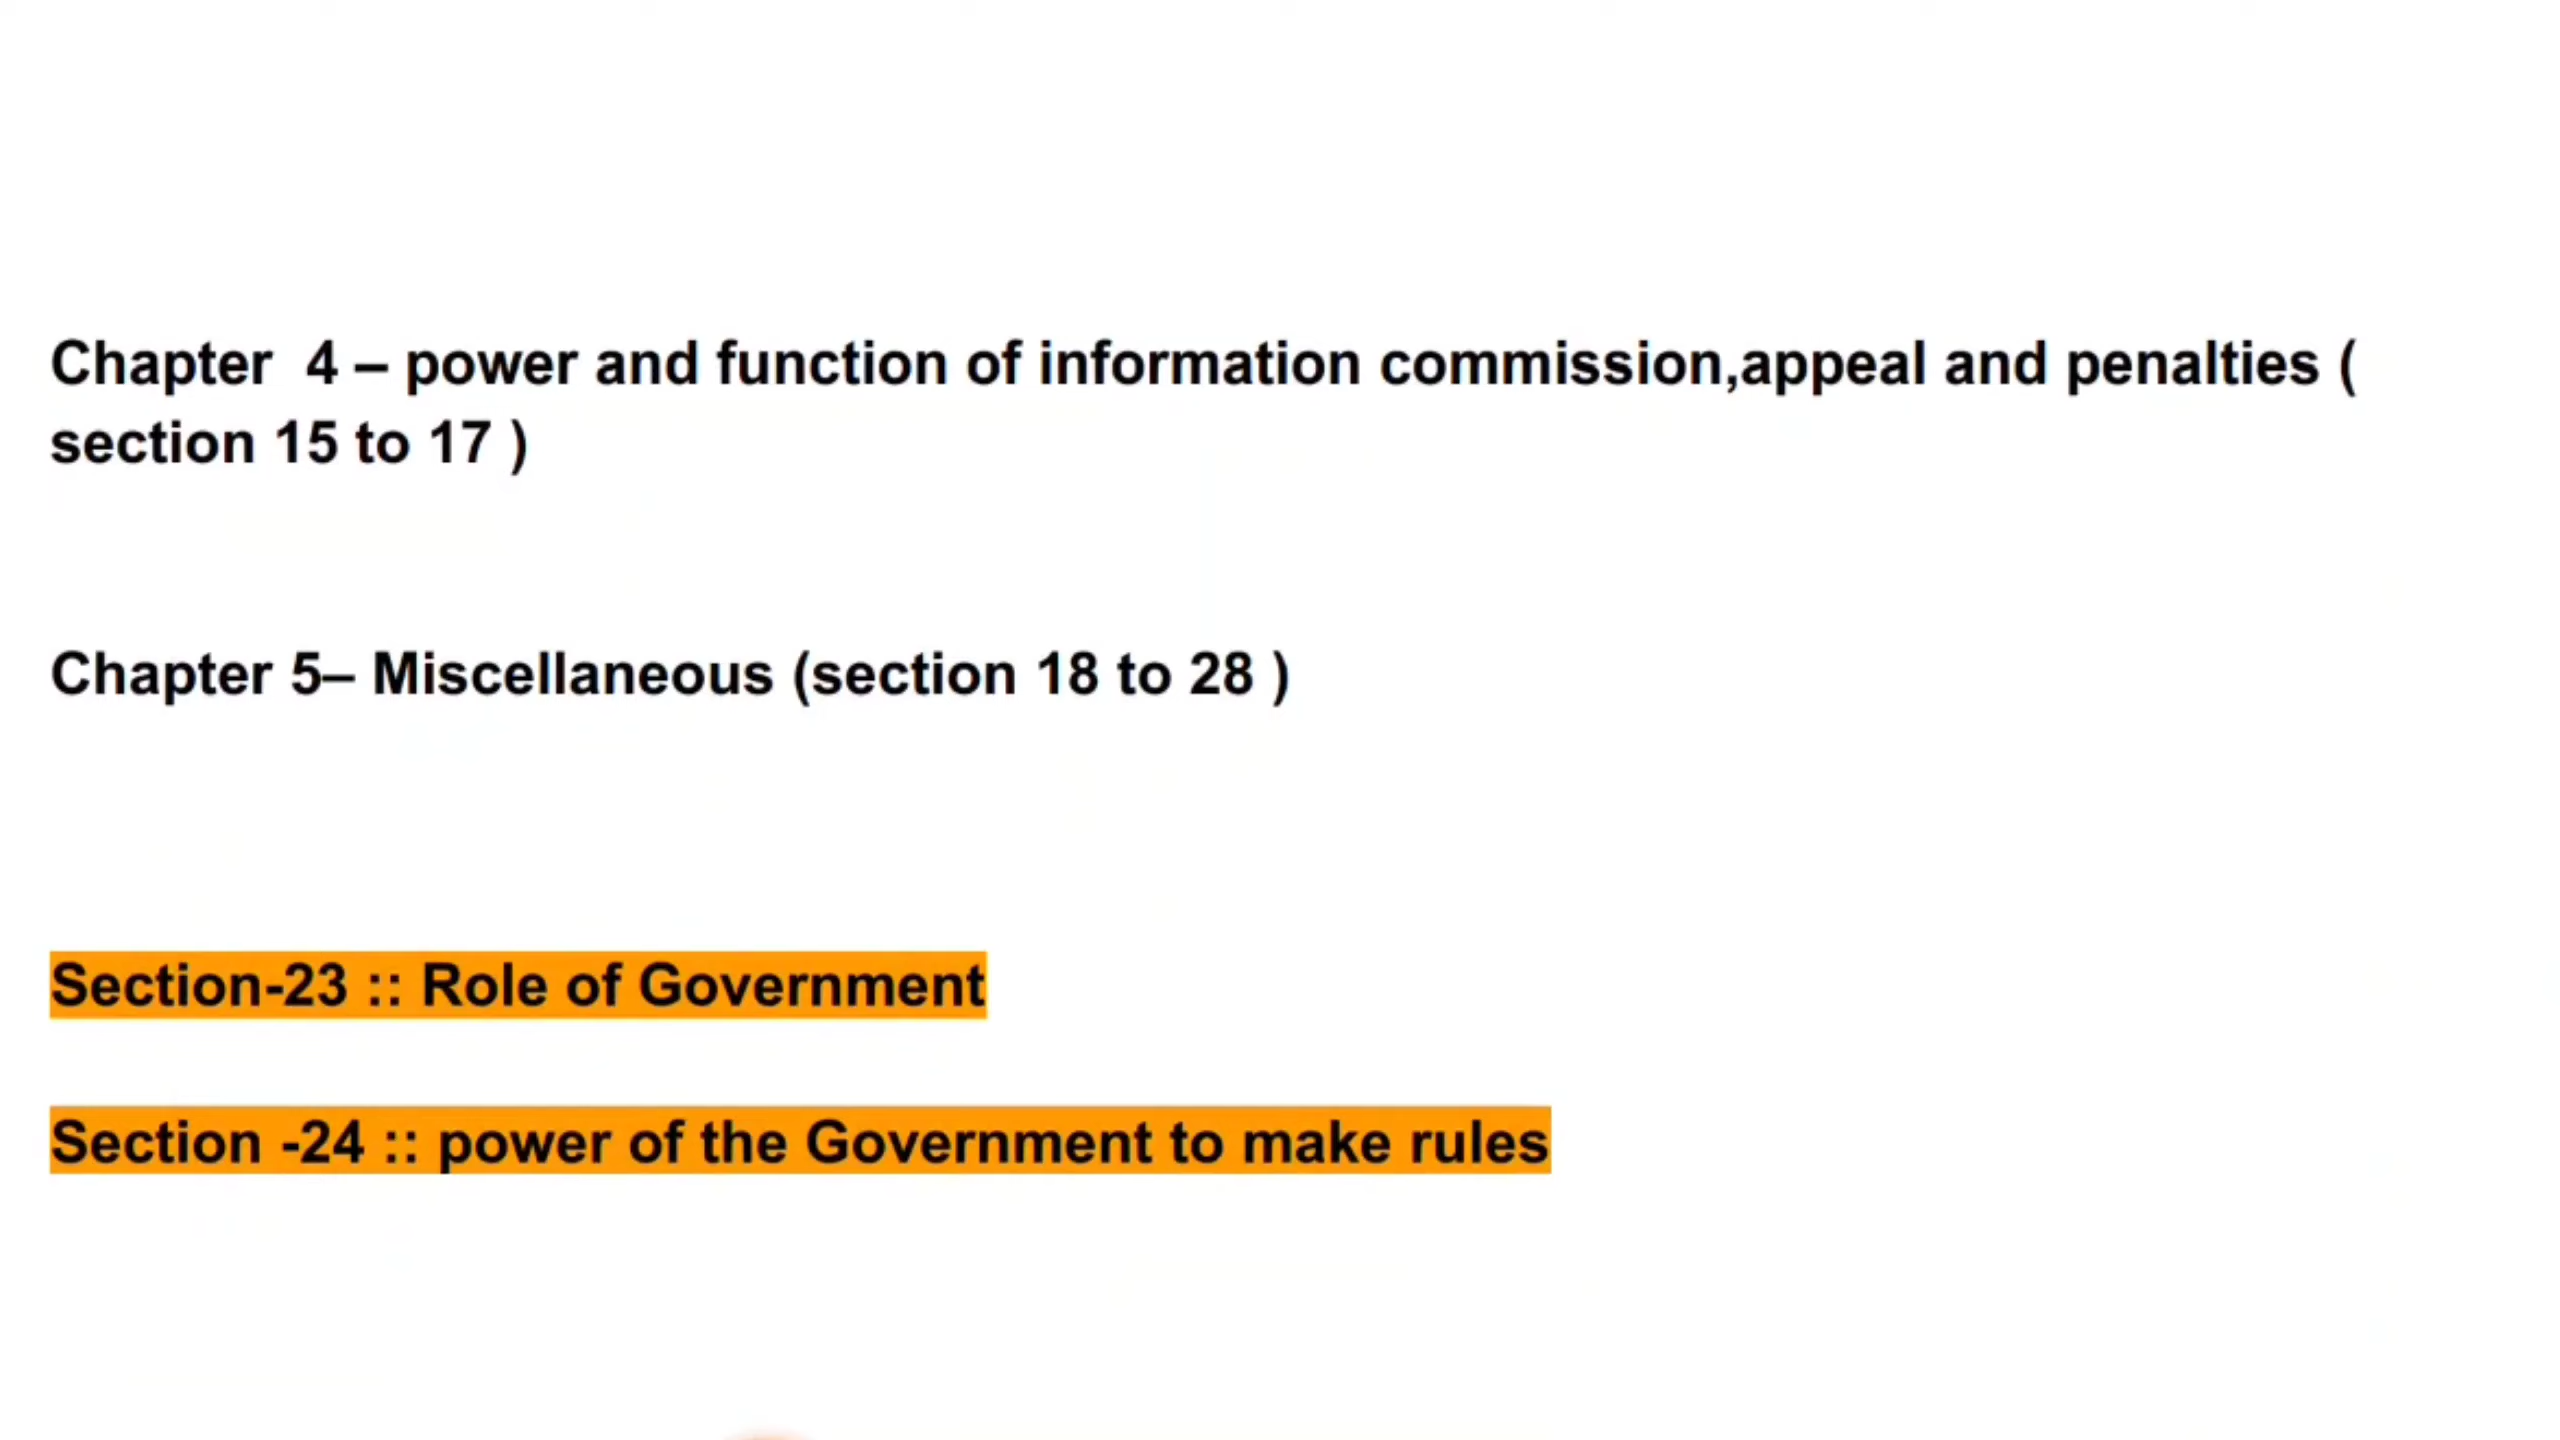 Chapter  4 – power and function of information commission,appeal and penalties (
section 15 to 17 )
Chapter 5– Miscellaneous (section 18 to 28 )
Section-23 :: Role of Government
Section -24 :: power of the Government to make rules